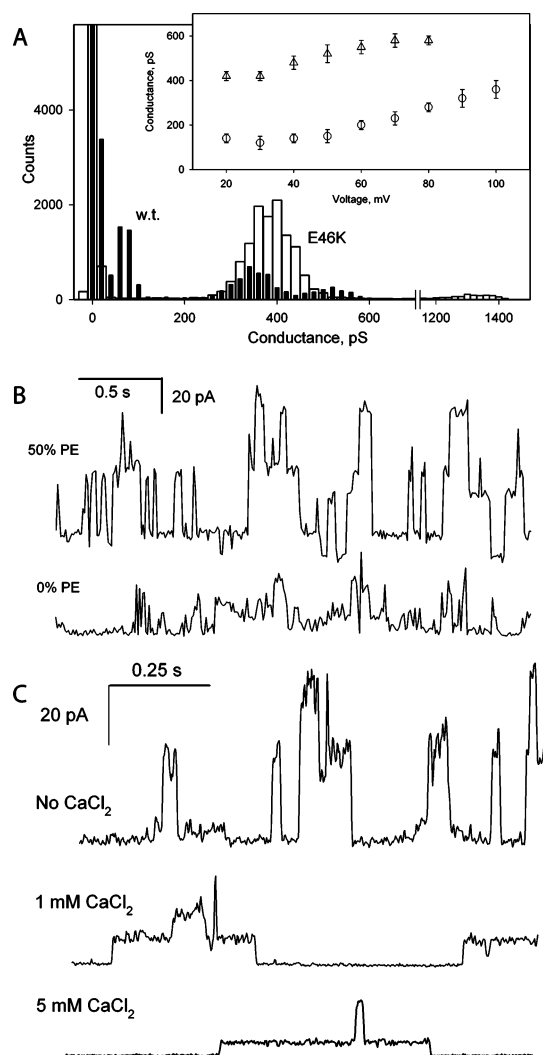 A
Counts
6000
4000
2000
0
w.t.
E46K
0 200 400 600 1200 1400
Conductance, pS
Conductance, pS
600
400
200
0
20 40 60 80 100
Voltage, mV
B
0.5 s
20 pA
50% PE
0% PE
C
0.25 s
20 pA
No CaCl₂
1 mM CaCl₂
5 mM CaCl₂